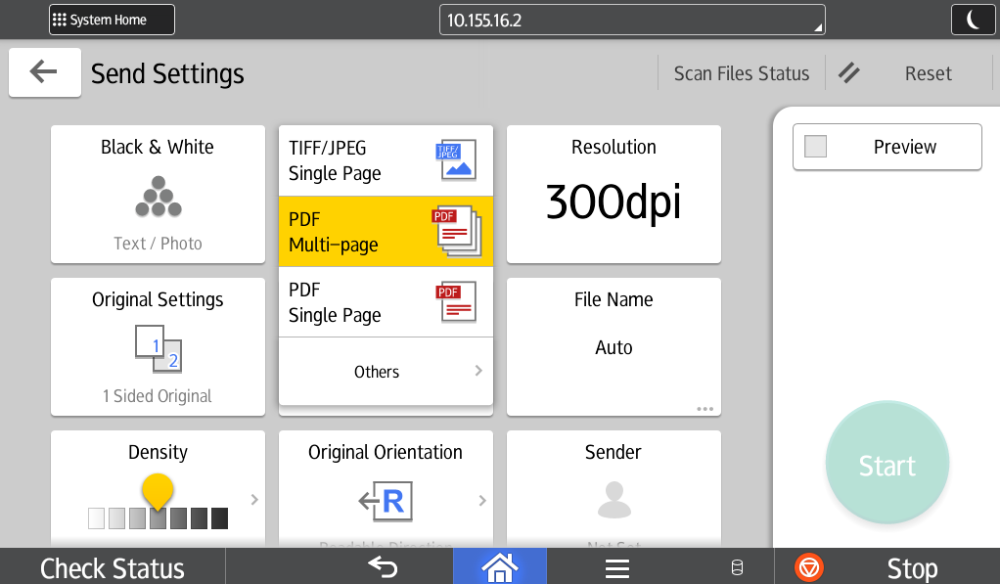 System Home
10.155.16.2
Send Settings
Scan Files Status
Reset
Black & White
Text / Photo
TIFF/JPEG
Single Page
TIFF/
JPEG
PDF
Multi-page
PDF
PDF
Single Page
PDF
Others
Resolution
300dpi
Preview
Original Settings
1
2
1 Sided Original
File Name
Auto
Density
Original Orientation
R
Readable Direction
Sender
Not Set
Start
Check Status
Stop